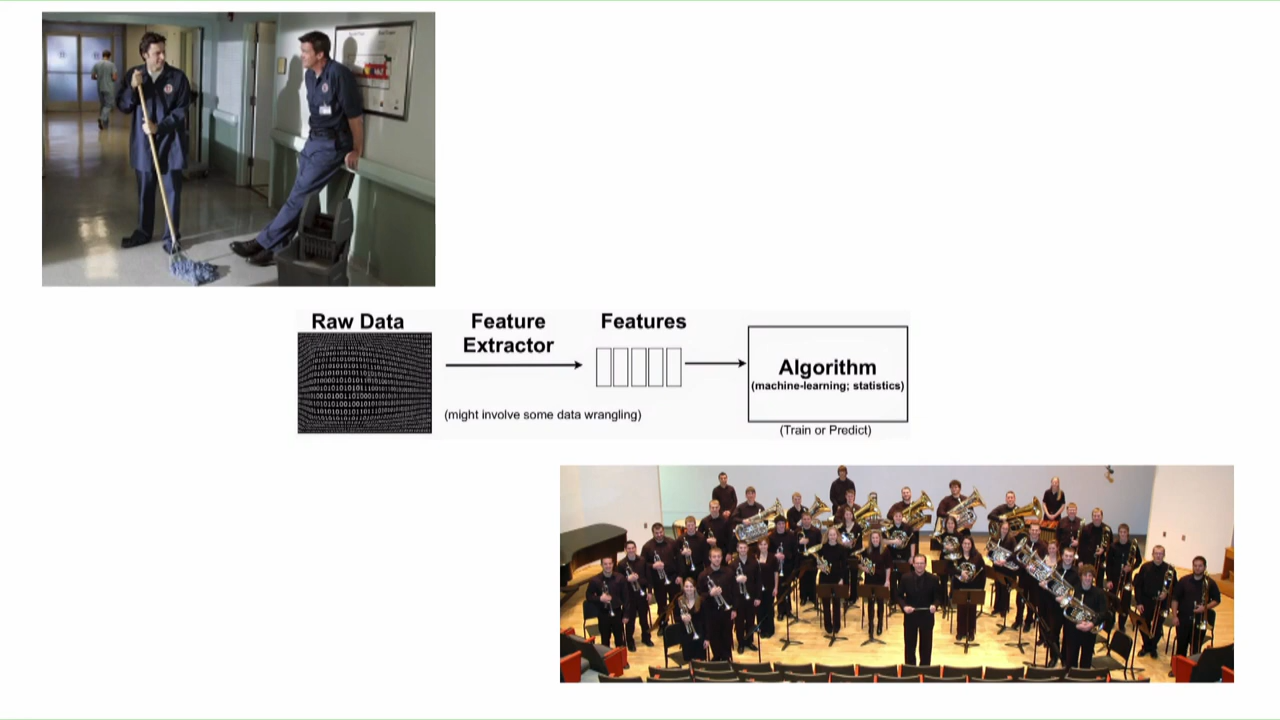 Raw Data
Feature
Extractor
Features
(might involve some data wrangling)
Algorithm
(machine-learning; statistics)
(Train or Predict)